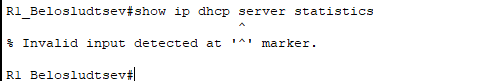 R1_Belosludtsev#show ip dhcp server statistics
^
% Invalid input detected at '^' marker.
R1_Belosludtsev#